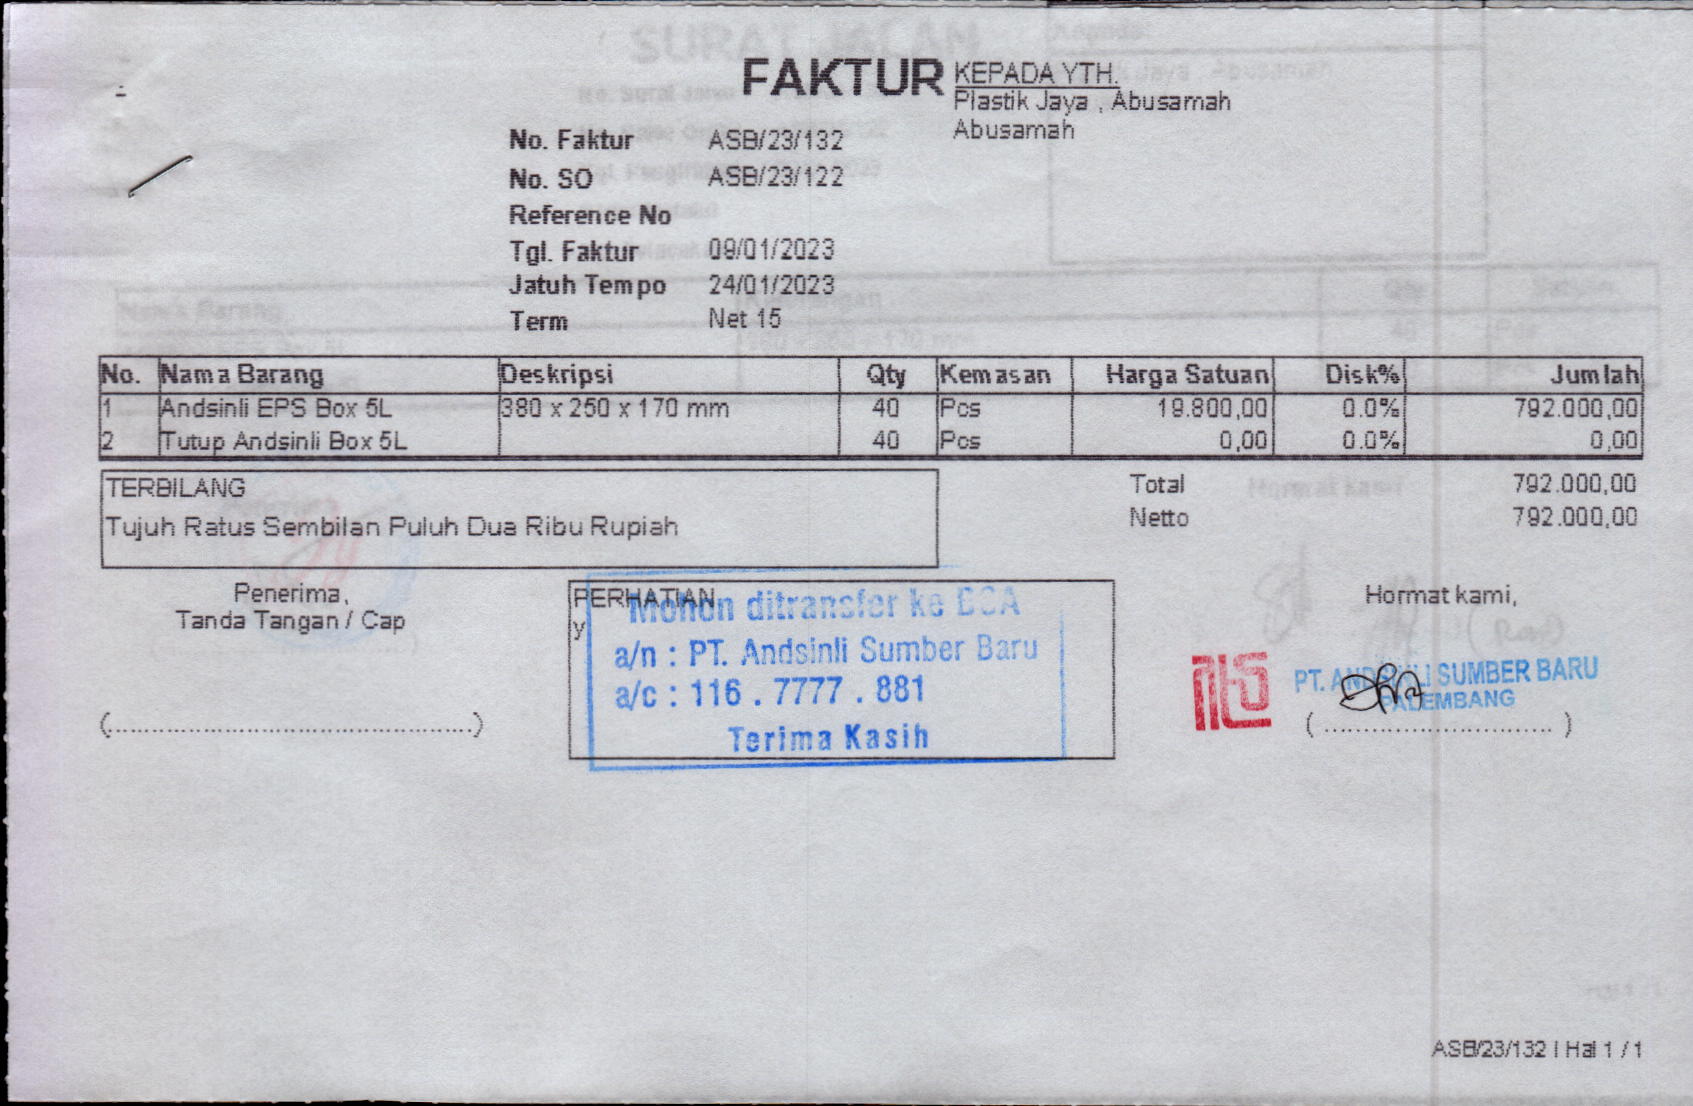 FAKTUR
KEPADA YTH.
Plastik Jaya , Abusamah
Abusamah
No. Faktur ASB/23/132
No. SO ASB/23/122
Reference No
Tgl. Faktur 09/01/2023
Jatuh Tempo 24/01/2023
Term Net 15
No. Nama Barang Deskripsi Qty Kemasan Harga Satuan Disk% Jumlah
1 Andsinli EPS Box 5L 380 x 250 x 170 mm 40 Pcs 19.800,00 0.0% 792.000,00
2 Tutup Andsinli Box 5L 40 Pcs 0,00 0.0% 0,00
TERBILANG
Tujuh Ratus Sembilan Puluh Dua Ribu Rupiah
Total 792.000,00
Netto 792.000,00
Penerima,
Tanda Tangan / Cap
(................................................)
PERHATIAN
y
Mohon ditransfer ke BCA
a/n : PT. Andsinli Sumber Baru
a/c : 116 . 7777 . 881
Terima Kasih
Hormat kami,
PT. ANDSINLI SUMBER BARU
PALEMBANG
( .............................. )
ASB/23/132 | Hal 1 / 1